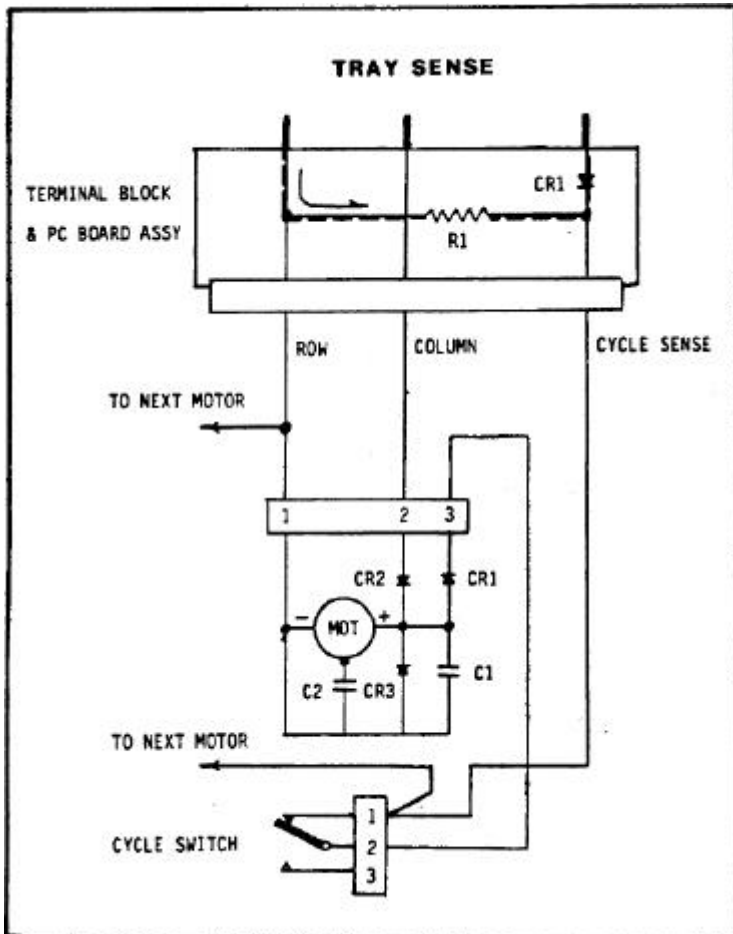 TRAY SENSE
CR1
TERMINAL BLOCK
& PC BOARD ASSY
R1
ROW
COLUMN
CYCLE SENSE
TO NEXT MOTOR
1 2 3
CR2
CR1
- MOT +
C2
CR3
C1
TO NEXT MOTOR
CYCLE SWITCH
1
2
3